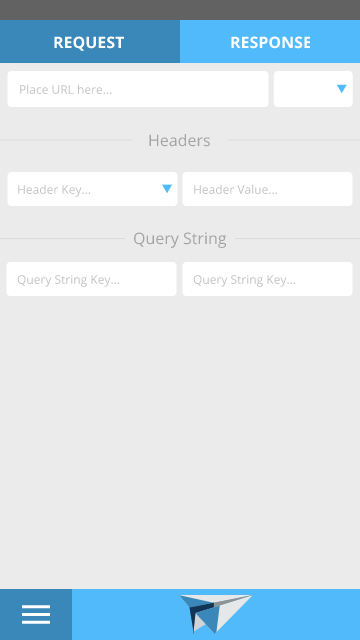 REQUEST RESPONSE
Place URL here...
Headers
Header Key... Header Value...
Query String
Query String Key... Query String Key...